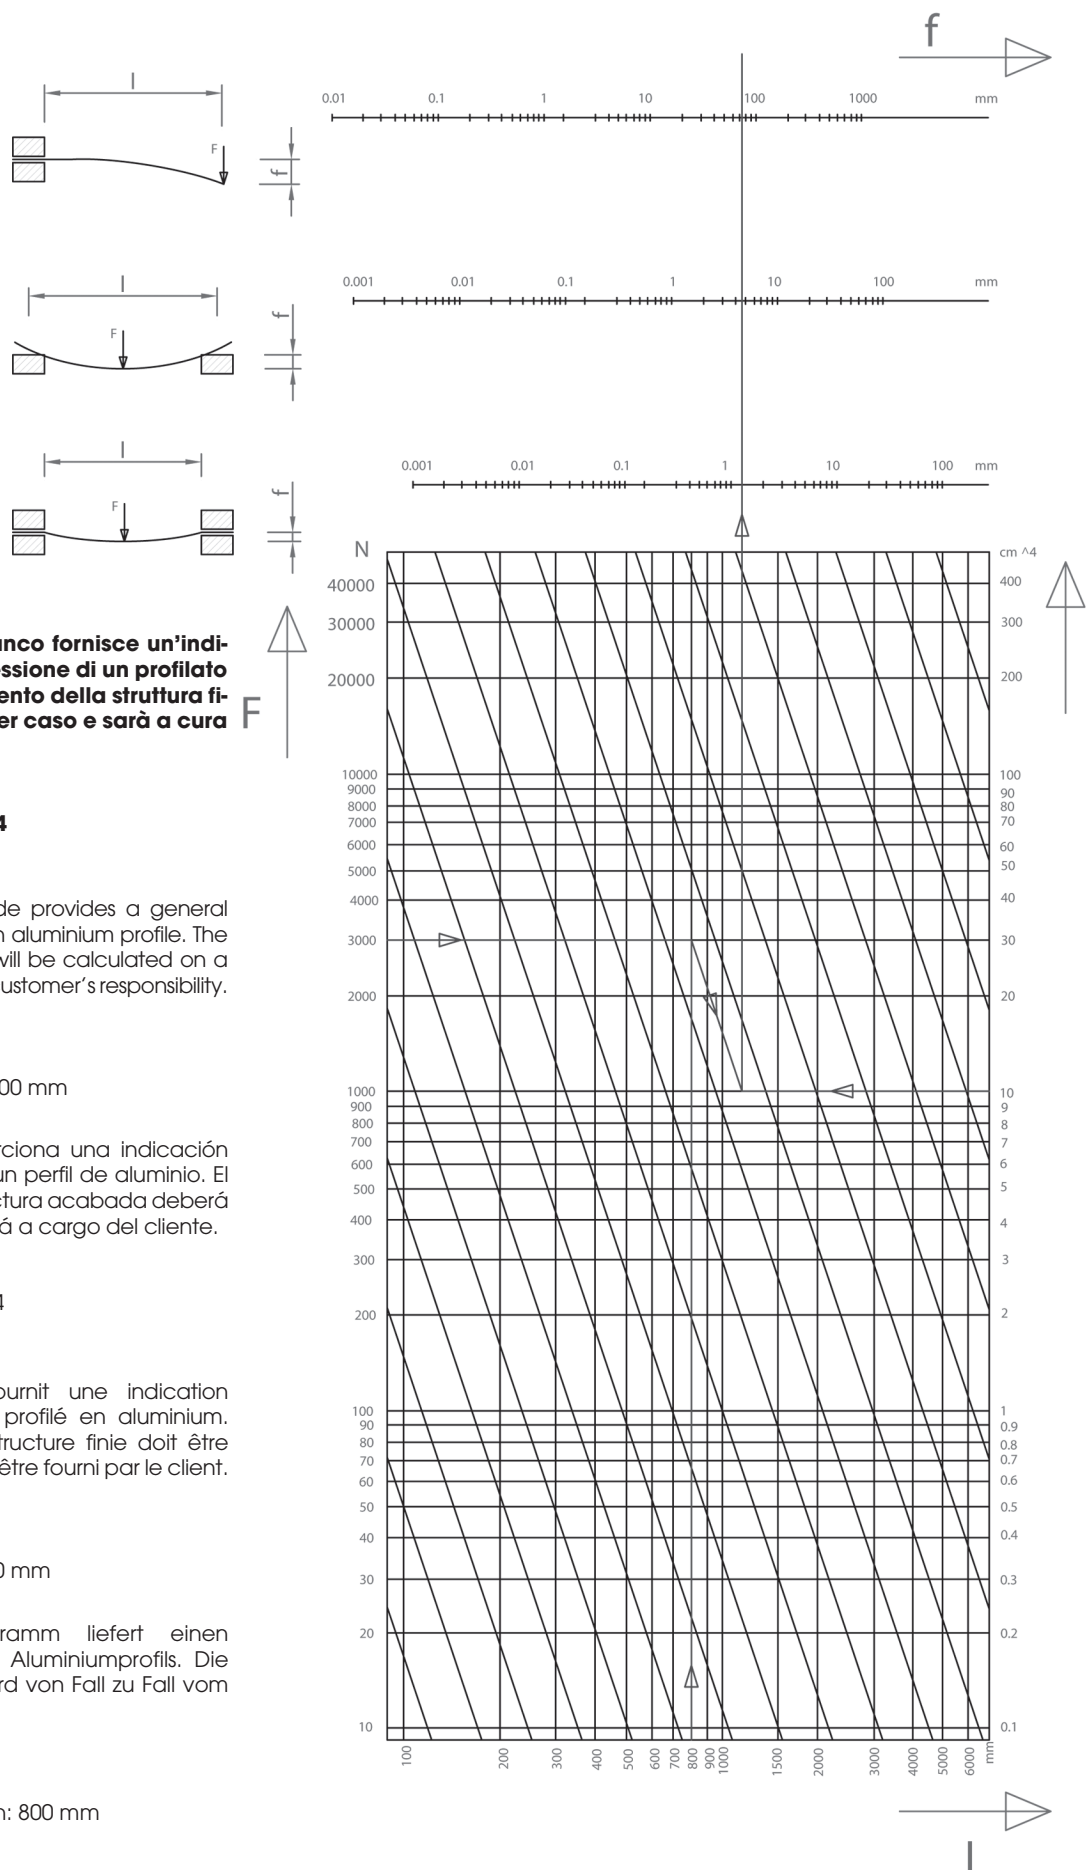 f
l
0.01 0.1 1 10 100 1000 mm
F
f
l
0.001 0.01 0.1 1 10 100 mm
F
f
l
0.001 0.01 0.1 1 10 100 mm
F
f
N
cm ^4
40000
30000
20000
10000
9000
8000
7000
6000
5000
4000
3000
2000
1000
900
800
700
600
500
400
300
200
100
90
80
70
60
50
40
30
20
10
400
300
200
100
90
80
70
60
50
40
30
20
10
9
8
7
6
5
4
3
2
1
0.9
0.8
0.7
0.6
0.5
0.4
0.3
0.2
0.1
F
100 200 300 400 500 600 700 800 900 1000 1500 2000 3000 4000 5000 6000 mm
l
anco fornisce un'indi-
essione di un profilato
ento della struttura fi-
er caso e sarà a cura
4
de provides a general
n aluminium profile. The
will be calculated on a
ustomer's responsibility.
00 mm
rciona una indicación
un perfil de aluminio. El
ctura acabada deberá
á a cargo del cliente.
4
ournit une indication
profilé en aluminium.
tructure finie doit être
être fourni par le client.
0 mm
ramm liefert einen
Aluminiumprofils. Die
rd von Fall zu Fall vom
n: 800 mm